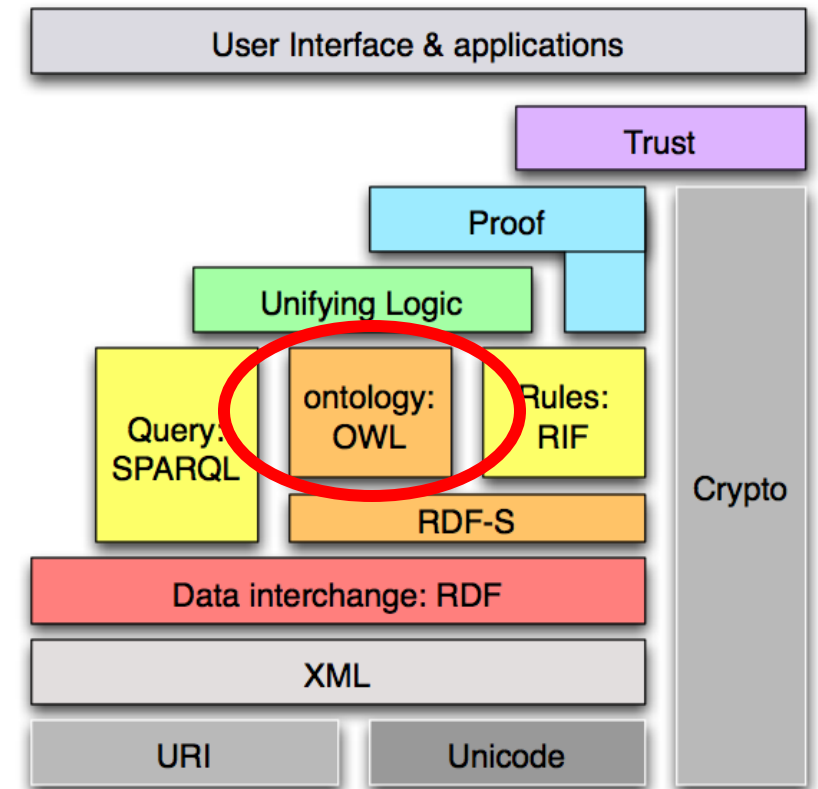 User Interface & applications
Trust
Proof
Unifying Logic
Query:
SPARQL
ontology:
OWL
Rules:
RIF
Crypto
RDF-S
Data interchange: RDF
XML
URI
Unicode